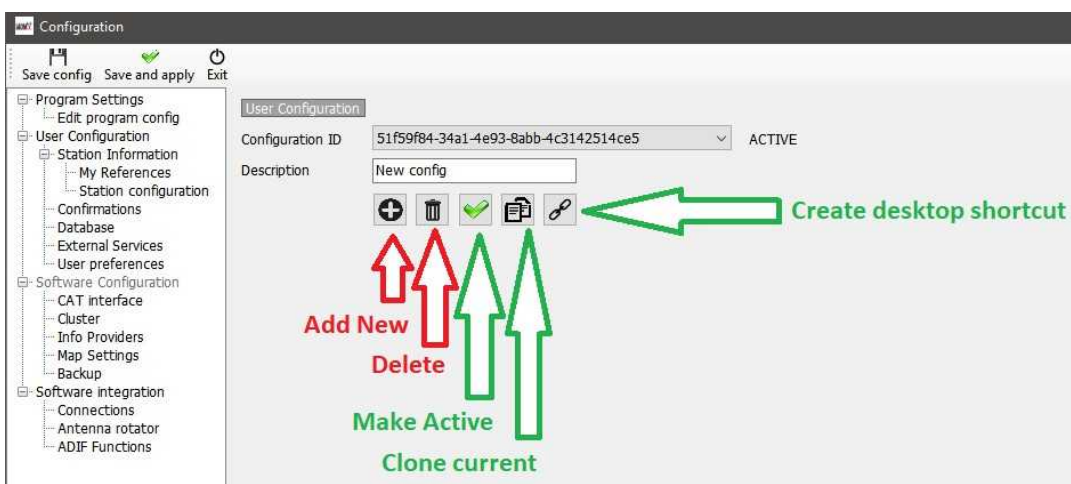 Configuration
Save config Save and apply Exit
Program Settings
Edit program config
User Configuration
Station Information
My References
Station configuration
Confirmations
Database
External Services
User preferences
Software Configuration
CAT interface
Cluster
Info Providers
Map Settings
Backup
Software integration
Connections
Antenna rotator
ADIF Functions
User Configuration
Configuration ID 51f59f84-34a1-4e93-8abb-4c3142514ce5 ACTIVE
Description New config
Create desktop shortcut
Add New
Delete
Make Active
Clone current